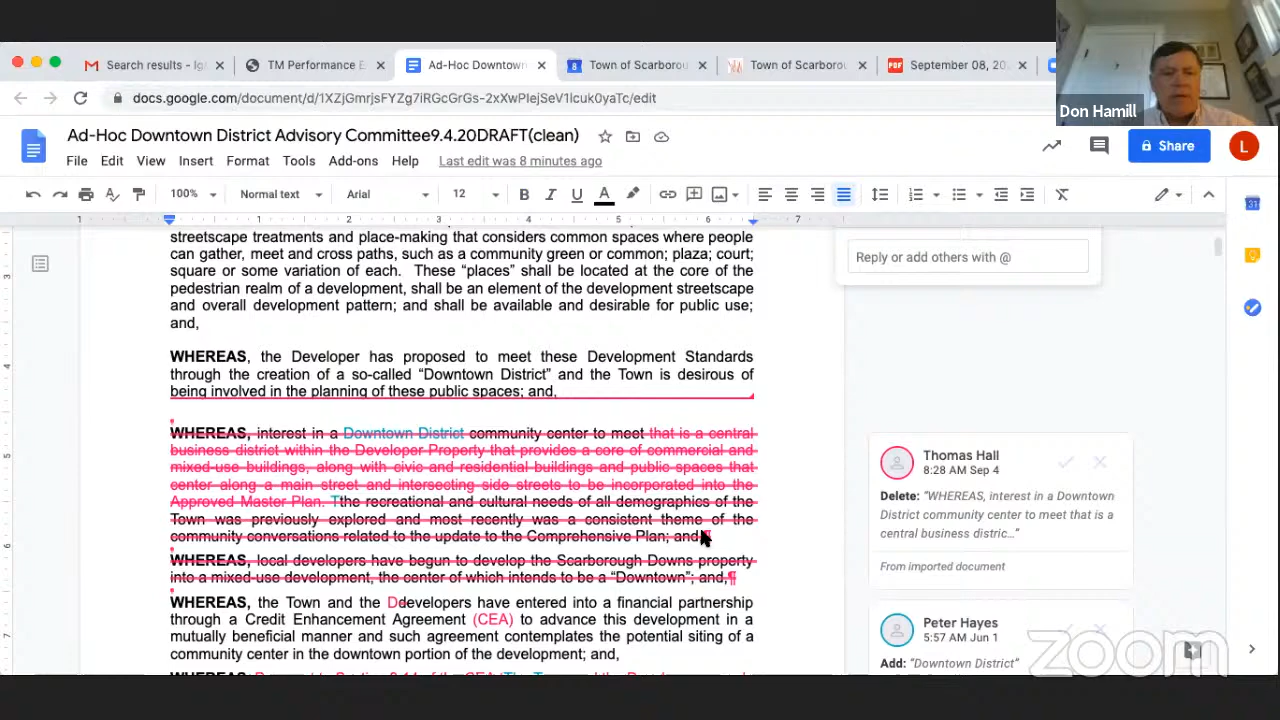 Don Hamill
Search results - Ig
TM Performance E
Ad-Hoc Downtown
Town of Scarborou
Town of Scarborou
September 08, 20
docs.google.com/document/d/1XZjGmrjsFYZg7iRGcGrGs-2xXwPIejSeV1lcuk0yaTc/edit
Ad-Hoc Downtown District Advisory Committee9.4.20DRAFT(clean)
Share
L
File Edit View Insert Format Tools Add-ons Help Last edit was 8 minutes ago
100% Normal text Arial 12 B I U A
1 1 2 3 4 5 6 7
streetscape treatments and place-making that considers common spaces where people
can gather, meet and cross paths, such as a community green or common; plaza; court;
square or some variation of each. These “places” shall be located at the core of the
pedestrian realm of a development, shall be an element of the development streetscape
and overall development pattern; and shall be available and desirable for public use;
and,
WHEREAS, the Developer has proposed to meet these Development Standards
through the creation of a so-called “Downtown District” and the Town is desirous of
being involved in the planning of these public spaces; and,
WHEREAS, interest in a Downtown District community center to meet that is a central
business district within the Developer Property that provides a core of commercial and
mixed-use buildings, along with civic and residential buildings and public spaces that
center along a main street and intersecting side streets to be incorporated into the
Approved Master Plan. Tthe recreational and cultural needs of all demographics of the
Town was previously explored and most recently was a consistent theme of the
community conversations related to the update to the Comprehensive Plan; and,¶
WHEREAS, local developers have begun to develop the Scarborough Downs property
into a mixed-use development, the center of which intends to be a “Downtown”; and,¶
WHEREAS, the Town and the Ddevelopers have entered into a financial partnership
through a Credit Enhancement Agreement (CEA) to advance this development in a
mutually beneficial manner and such agreement contemplates the potential siting of a
community center in the downtown portion of the development; and,
3
4
5
6
7
Reply or add others with @
Thomas Hall
8:28 AM Sep 4
Delete: “WHEREAS, interest in a Downtown
District community center to meet that is a
central business distric…”
From imported document
Peter Hayes
5:57 AM Jun 1
Add: “Downtown District”
31
zoom